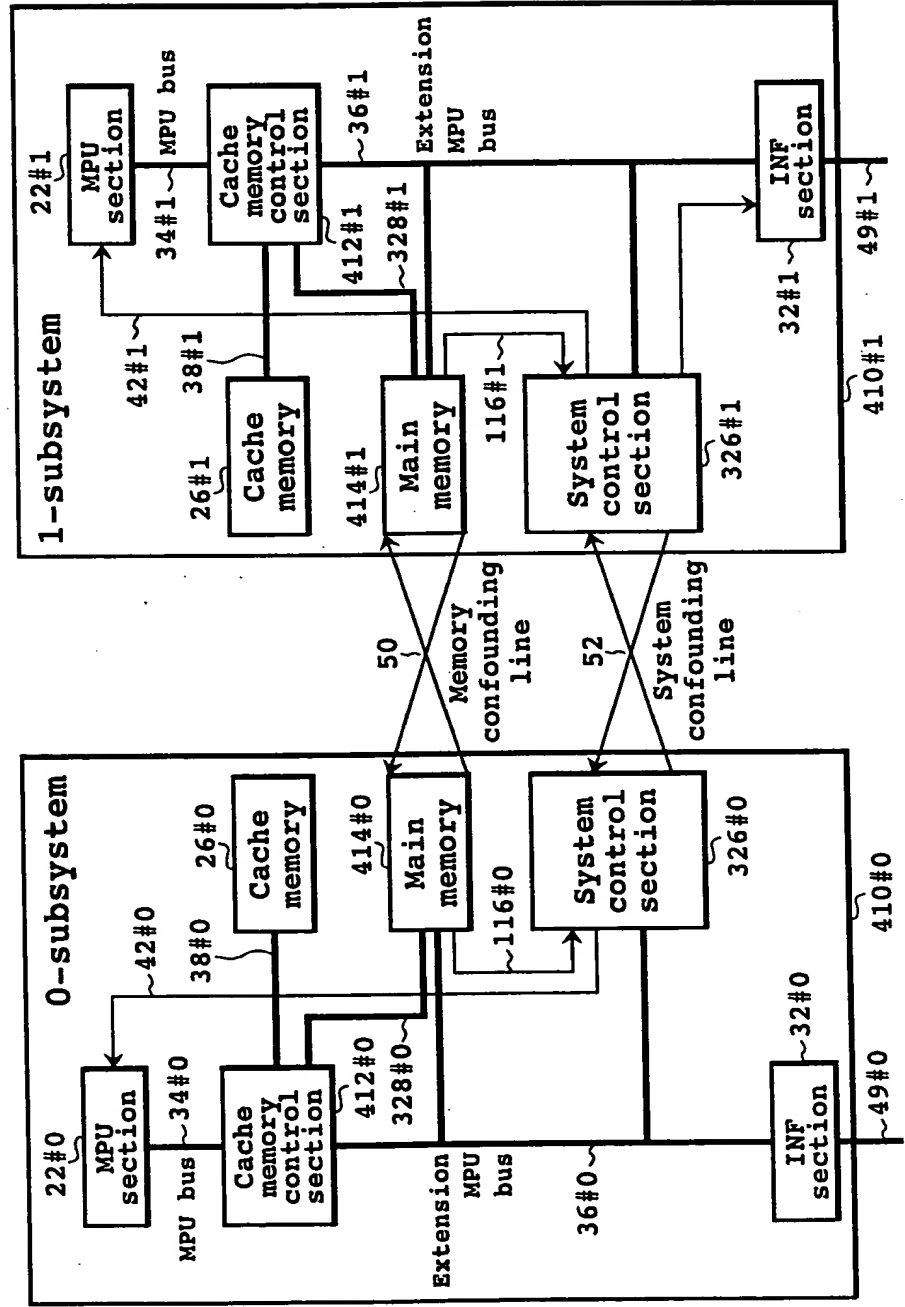 0-subsystem
22#0
MPU
section
MPU bus
34#0
42#0
38#0
26#0
Cache
memory
Cache
memory
control
section
412#0
328#0
414#0
Main
memory
Extension
MPU
bus
116#0
System
control
section
326#0
36#0
INF
section
32#0
410#0
49#0
50
Memory
confounding
line
52
System
confounding
line
1-subsystem
22#1
MPU
section
34#1
MPU bus
42#1
38#1
26#1
Cache
memory
Cache
memory
control
section
412#1
36#1
328#1
414#1
Main
memory
Extension
MPU
bus
116#1
System
control
section
326#1
INF
section
32#1
410#1
49#1